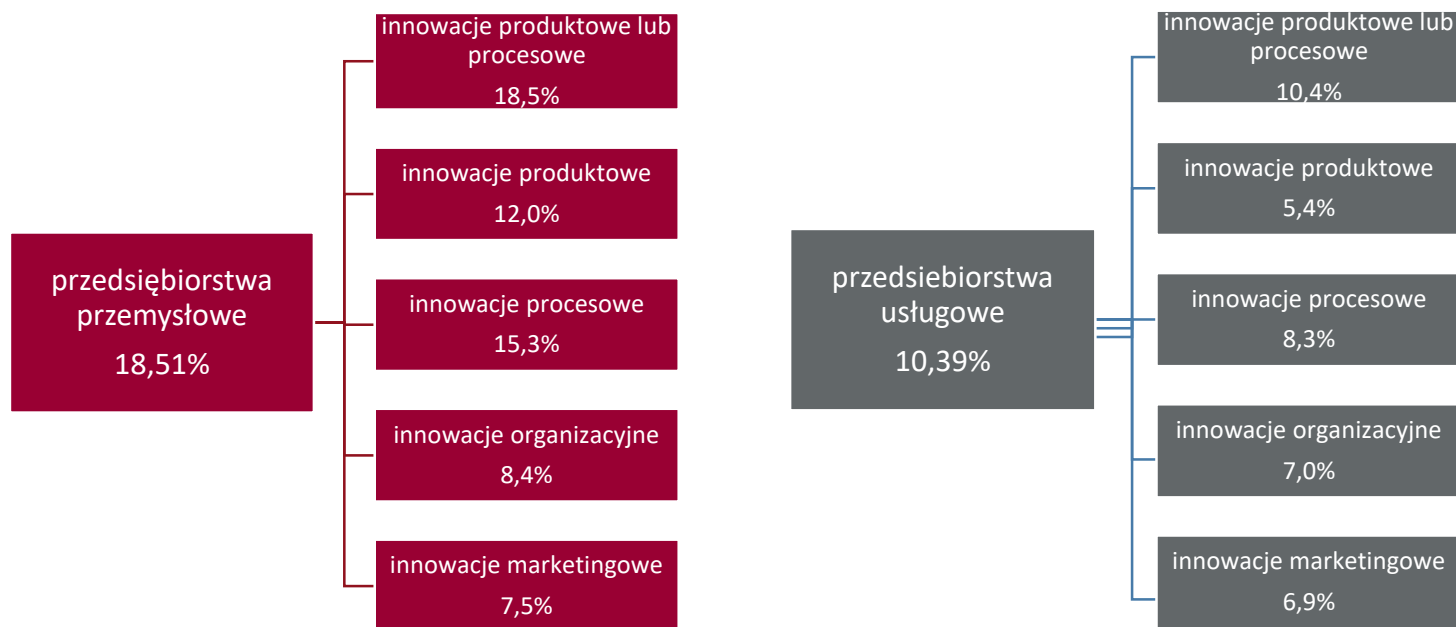 przedsiębiorstwa
przemysłowe
18,51%
innowacje produktowe lub
procesowe
18,5%
innowacje produktowe
12,0%
innowacje procesowe
15,3%
innowacje organizacyjne
8,4%
innowacje marketingowe
7,5%
przedsiebiorstwa
usługowe
10,39%
innowacje produktowe lub
procesowe
10,4%
innowacje produktowe
5,4%
innowacje procesowe
8,3%
innowacje organizacyjne
7,0%
innowacje marketingowe
6,9%